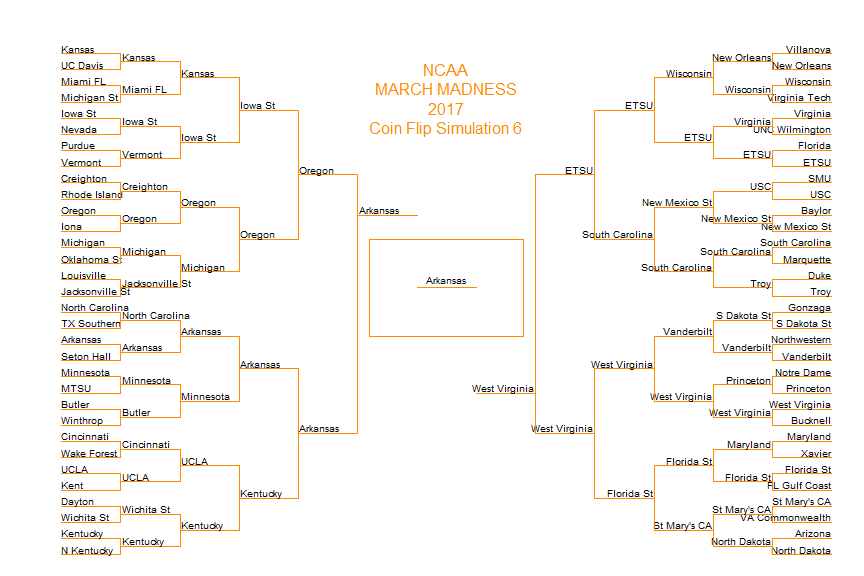 NCAA
MARCH MADNESS
2017
Coin Flip Simulation 6
Kansas
UC Davis
Miami FL
Michigan St
Iowa St
Nevada
Purdue
Vermont
Creighton
Rhode Island
Oregon
Iona
Michigan
Oklahoma St
Louisville
Jacksonville St
North Carolina
TX Southern
Arkansas
Seton Hall
Minnesota
MTSU
Butler
Winthrop
Cincinnati
Wake Forest
UCLA
Kent
Dayton
Wichita St
Kentucky
N Kentucky
Kansas
Miami FL
Iowa St
Vermont
Creighton
Oregon
Michigan
Jacksonville St
North Carolina
Arkansas
Minnesota
Butler
Cincinnati
UCLA
Wichita St
Kentucky
Kansas
Iowa St
Oregon
Michigan
Arkansas
Minnesota
UCLA
Kentucky
Iowa St
Oregon
Arkansas
Kentucky
Oregon
Arkansas
Arkansas
Arkansas
West Virginia
ETSU
West Virginia
ETSU
South Carolina
West Virginia
Florida St
Wisconsin
ETSU
New Mexico St
South Carolina
Vanderbilt
West Virginia
Florida St
St Mary's CA
New Orleans
Wisconsin
Virginia
ETSU
USC
New Mexico St
South Carolina
Troy
S Dakota St
Vanderbilt
Princeton
West Virginia
Maryland
Florida St
St Mary's CA
North Dakota
Villanova
New Orleans
Wisconsin
Virginia Tech
Virginia
UNC Wilmington
Florida
ETSU
SMU
USC
Baylor
New Mexico St
South Carolina
Marquette
Duke
Troy
Gonzaga
S Dakota St
Northwestern
Vanderbilt
Notre Dame
Princeton
West Virginia
Bucknell
Maryland
Xavier
Florida St
FL Gulf Coast
St Mary's CA
VA Commonwealth
Arizona
North Dakota